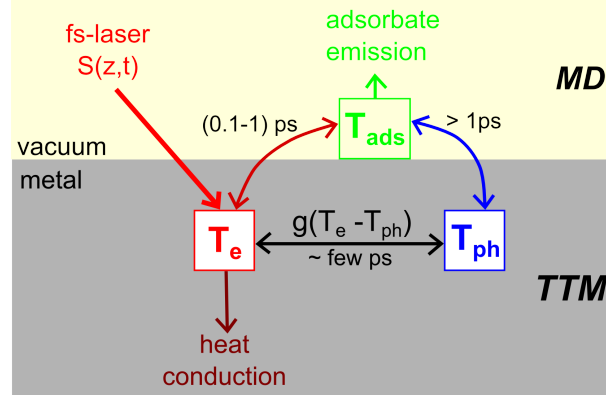 fs-laser
S(z,t)
adsorbate
emission
MD
(0.1-1) ps
T_ads
> 1ps
vacuum
metal
T_e
g(T_e -T_ph)
~ few ps
T_ph
TTM
heat
conduction